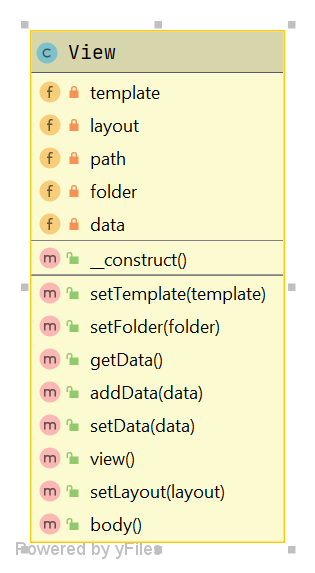 c View
f template
f layout
f path
f folder
f data
m __construct()
m setTemplate(template)
m setFolder(folder)
m getData()
m addData(data)
m setData(data)
m view()
m setLayout(layout)
m body()
Powered by yFiles